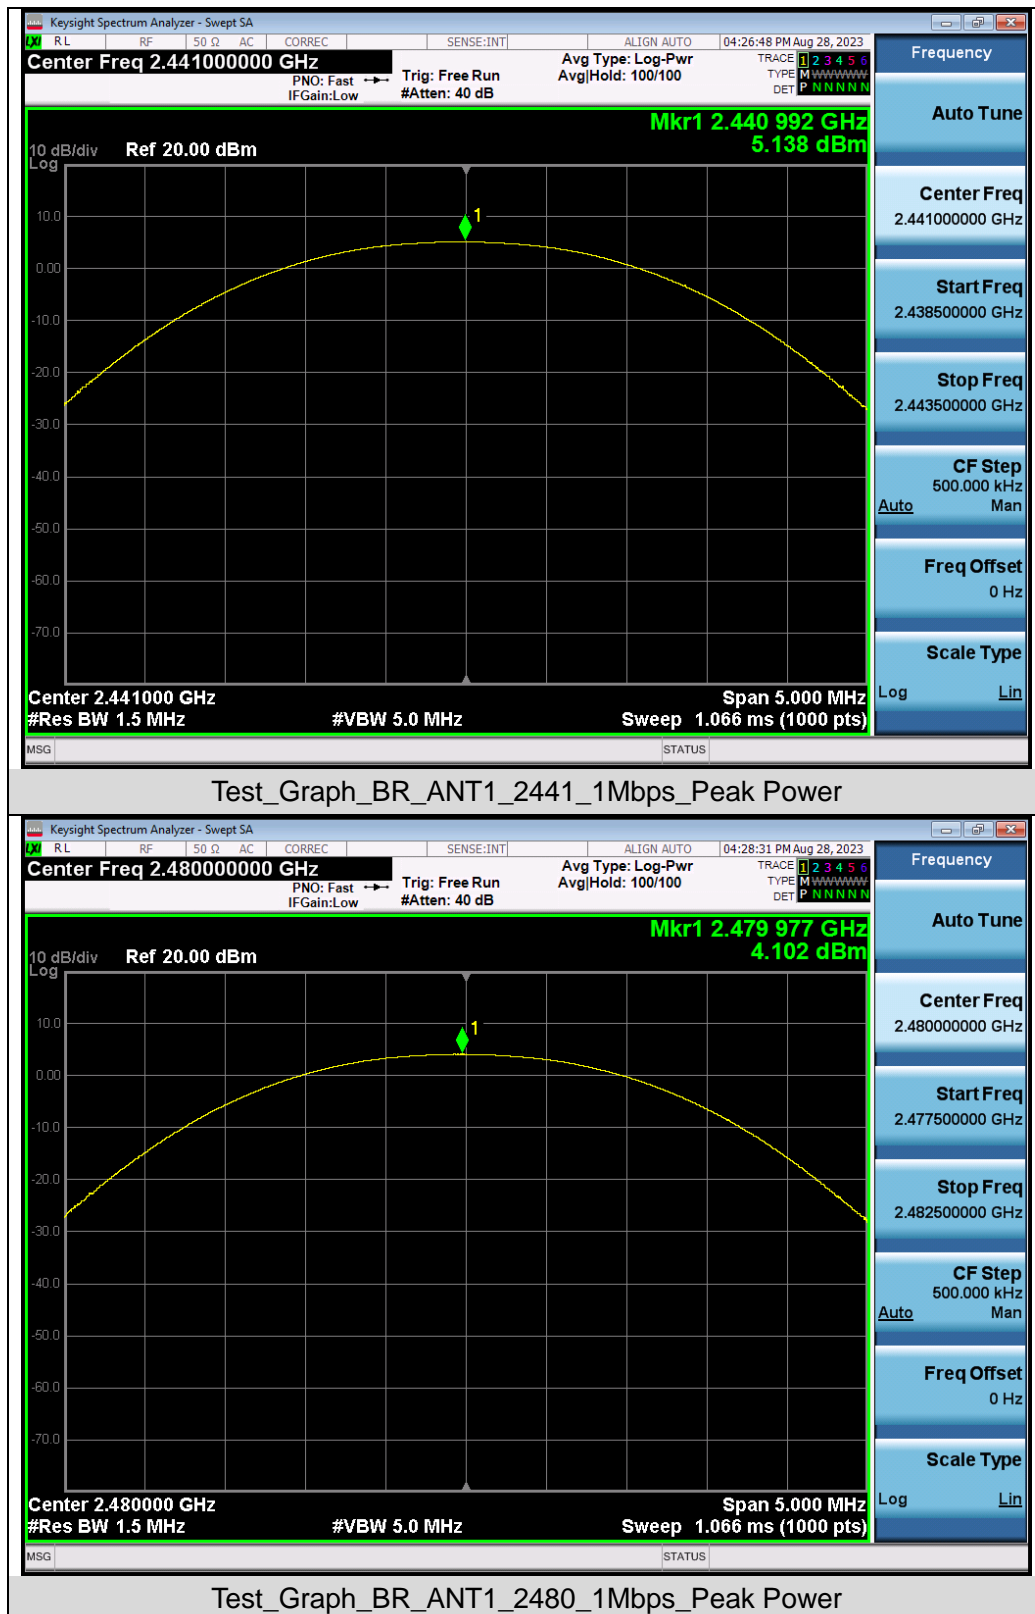 Keysight Spectrum Analyzer - Swept SA
LXI RL RF 50 Ω AC CORREC SENSE:INT ALIGN AUTO 04:26:48 PM Aug 28, 2023
Center Freq 2.441000000 GHz
PNO: Fast
IFGain:Low
Trig: Free Run
#Atten: 40 dB
Avg Type: Log-Pwr
Avg|Hold: 100/100
TRACE 1 2 3 4 5 6
TYPE M WWWWW
DET P N N N N N
Mkr1 2.440 992 GHz
5.138 dBm
10 dB/div Ref 20.00 dBm
Log
1
10.0
0.00
-10.0
-20.0
-30.0
-40.0
-50.0
-60.0
-70.0
Center 2.441000 GHz Span 5.000 MHz
#Res BW 1.5 MHz #VBW 5.0 MHz Sweep 1.066 ms (1000 pts)
MSG STATUS
Frequency
Auto Tune
Center Freq
2.441000000 GHz
Start Freq
2.438500000 GHz
Stop Freq
2.443500000 GHz
CF Step
500.000 kHz
Auto Man
Freq Offset
0 Hz
Scale Type
Log Lin
Test_Graph_BR_ANT1_2441_1Mbps_Peak Power
Keysight Spectrum Analyzer - Swept SA
LXI RL RF 50 Ω AC CORREC SENSE:INT ALIGN AUTO 04:28:31 PM Aug 28, 2023
Center Freq 2.480000000 GHz
PNO: Fast
IFGain:Low
Trig: Free Run
#Atten: 40 dB
Avg Type: Log-Pwr
Avg|Hold: 100/100
TRACE 1 2 3 4 5 6
TYPE M WWWWW
DET P N N N N N
Mkr1 2.479 977 GHz
4.102 dBm
10 dB/div Ref 20.00 dBm
Log
1
10.0
0.00
-10.0
-20.0
-30.0
-40.0
-50.0
-60.0
-70.0
Center 2.480000 GHz Span 5.000 MHz
#Res BW 1.5 MHz #VBW 5.0 MHz Sweep 1.066 ms (1000 pts)
MSG STATUS
Frequency
Auto Tune
Center Freq
2.480000000 GHz
Start Freq
2.477500000 GHz
Stop Freq
2.482500000 GHz
CF Step
500.000 kHz
Auto Man
Freq Offset
0 Hz
Scale Type
Log Lin
Test_Graph_BR_ANT1_2480_1Mbps_Peak Power